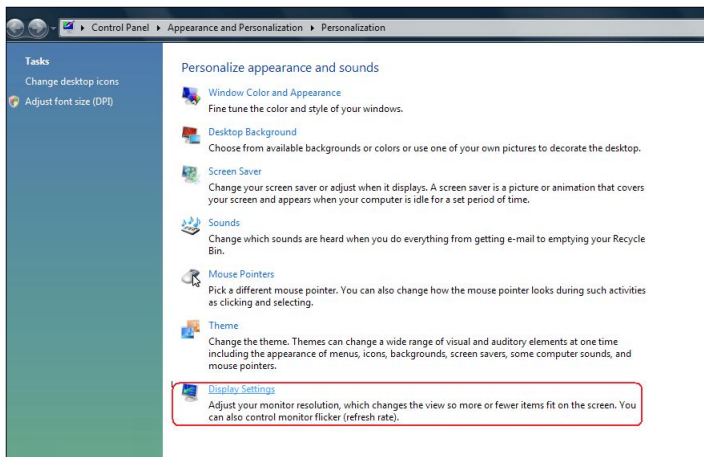 Control Panel ▸ Appearance and Personalization ▸ Personalization
Tasks
Change desktop icons
Adjust font size (DPI)
Personalize appearance and sounds
Window Color and Appearance
Fine tune the color and style of your windows.
Desktop Background
Choose from available backgrounds or colors or use one of your own pictures to decorate the desktop.
Screen Saver
Change your screen saver or adjust when it displays. A screen saver is a picture or animation that covers
your screen and appears when your computer is idle for a set period of time.
Sounds
Change which sounds are heard when you do everything from getting e-mail to emptying your Recycle
Bin.
Mouse Pointers
Pick a different mouse pointer. You can also change how the mouse pointer looks during such activities
as clicking and selecting.
Theme
Change the theme. Themes can change a wide range of visual and auditory elements at one time
including the appearance of menus, icons, backgrounds, screen savers, some computer sounds, and
mouse pointers.
Display Settings
Adjust your monitor resolution, which changes the view so more or fewer items fit on the screen. You
can also control monitor flicker (refresh rate).